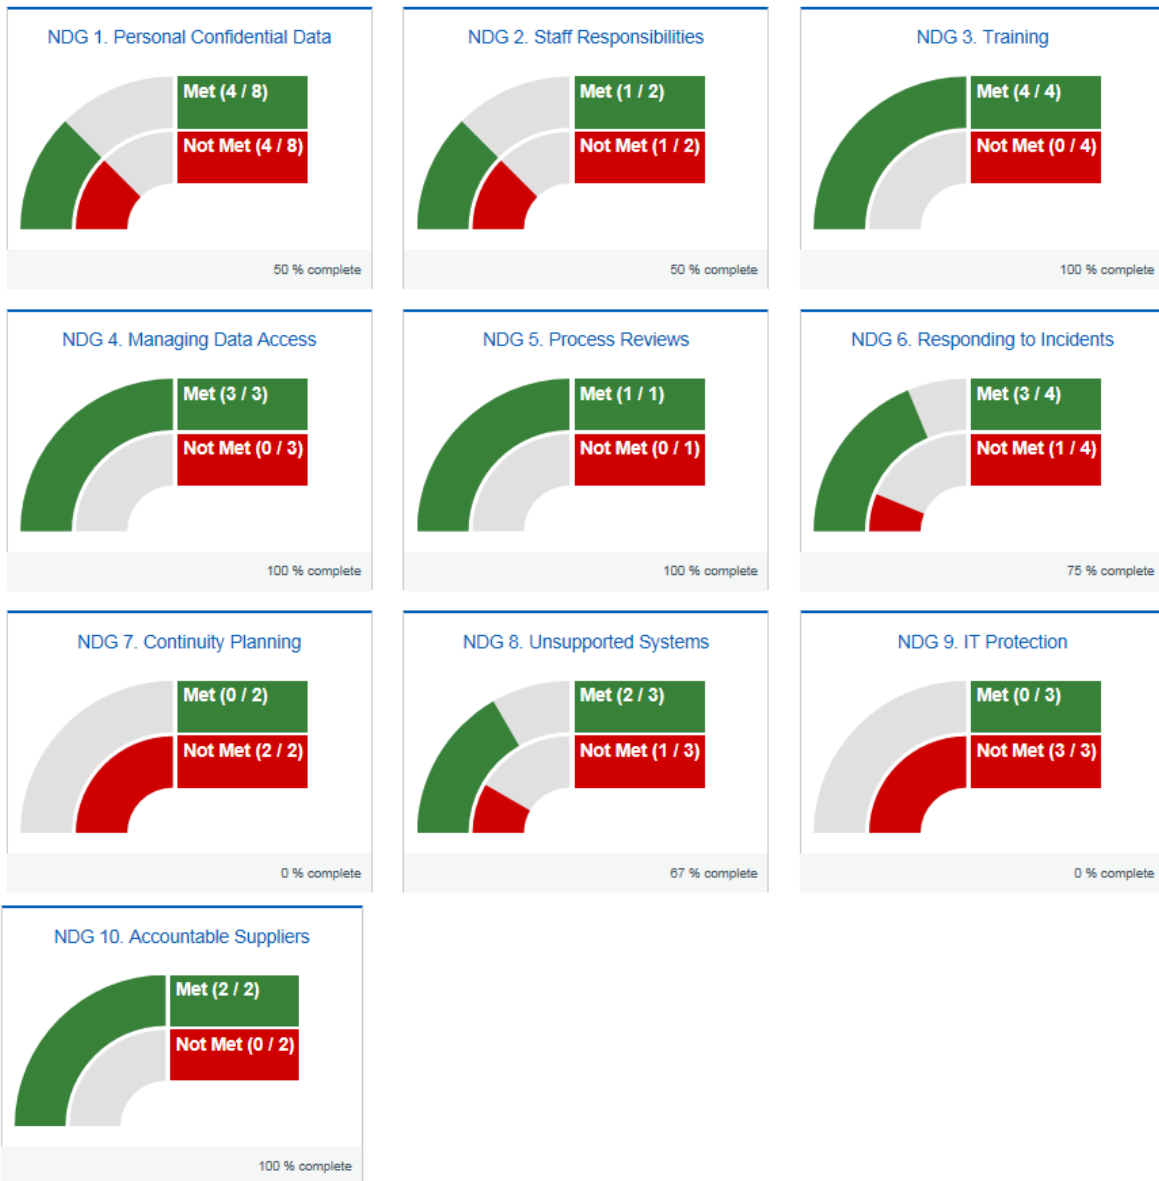 NDG 1. Personal Confidential Data
Met (4 / 8)
Not Met (4 / 8)
50 % complete
NDG 2. Staff Responsibilities
Met (1 / 2)
Not Met (1 / 2)
50 % complete
NDG 3. Training
Met (4 / 4)
Not Met (0 / 4)
100 % complete
NDG 4. Managing Data Access
Met (3 / 3)
Not Met (0 / 3)
100 % complete
NDG 5. Process Reviews
Met (1 / 1)
Not Met (0 / 1)
100 % complete
NDG 6. Responding to Incidents
Met (3 / 4)
Not Met (1 / 4)
75 % complete
NDG 7. Continuity Planning
Met (0 / 2)
Not Met (2 / 2)
0 % complete
NDG 8. Unsupported Systems
Met (2 / 3)
Not Met (1 / 3)
67 % complete
NDG 9. IT Protection
Met (0 / 3)
Not Met (3 / 3)
0 % complete
NDG 10. Accountable Suppliers
Met (2 / 2)
Not Met (0 / 2)
100 % complete